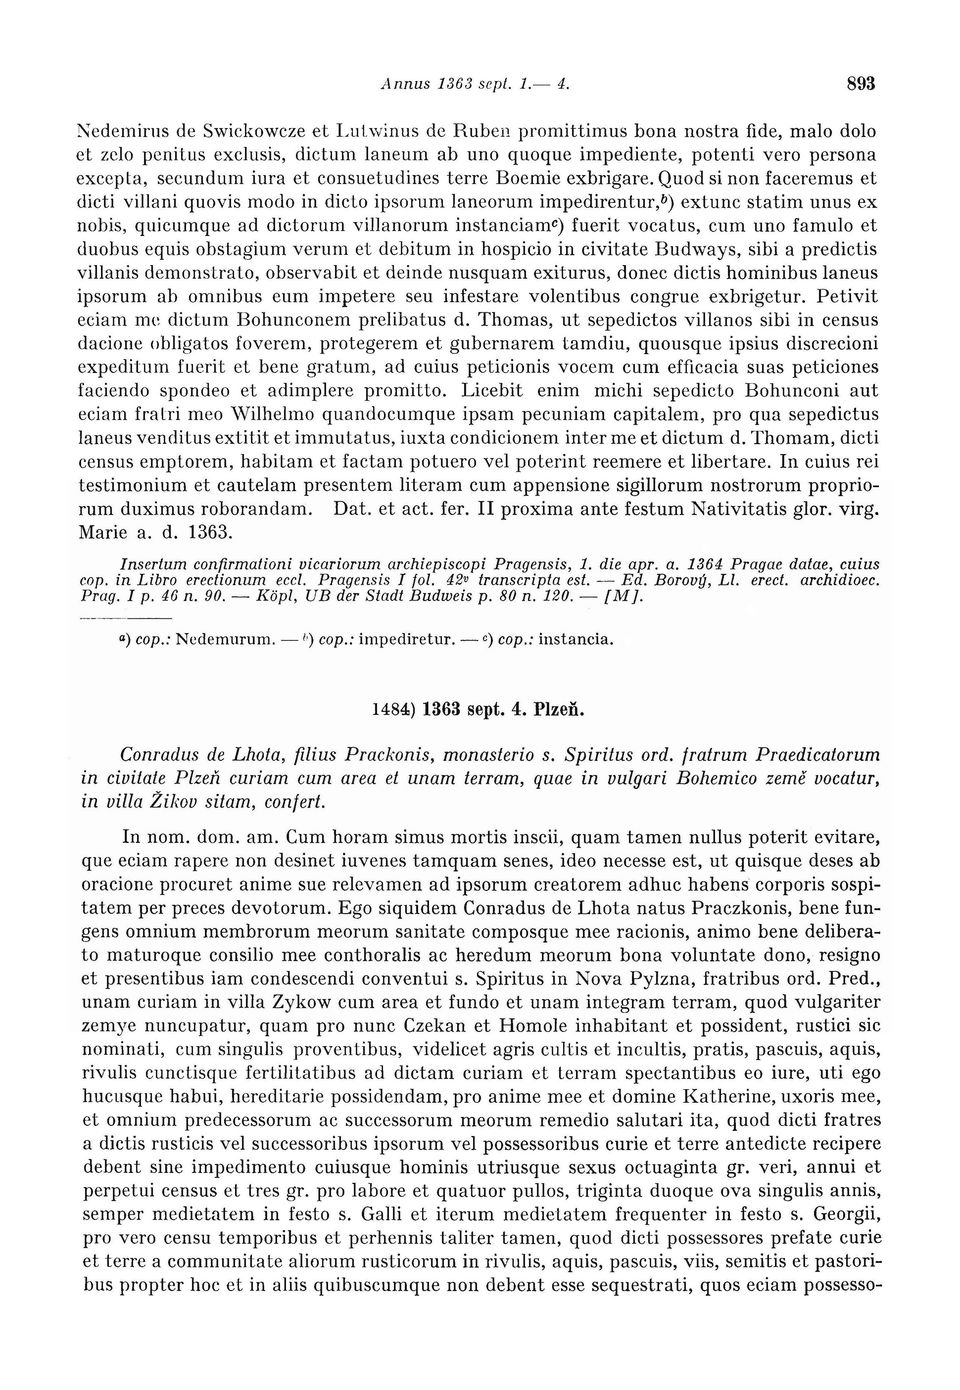 Annus 1363 sept. 1.— 4. 893
Nedemirus de Swickowcze et Lutwinus de Ruben promittimus bona nostra fide, malo dolo
et zelo penitus exclusis, dictum laneum ab uno quoque impediente, potenti vero persona
excepta, secundum iura et consuetudines terre Boemie exbrigare. Quod si non faceremus et
dicti villani quovis modo in dicto ipsorum laneorum impedirentur,b) extunc statim unus ex
nobis, quicumque ad dictorum villanorum instanciamc) fuerit vocatus, cum uno famulo et
duobus equis obstagium verum et debitum in hospicio in civitate Budways, sibi a predictis
villanis demonstrato, observabit et deinde nusquam exiturus, donec dictis hominibus laneus
ipsorum ab omnibus eum impetere seu infestare volentibus congrue exbrigetur. Petivit
eciam me dictum Bohunconem prelibatus d. Thomas, ut sepedictos villanos sibi in census
dacione obligatos foverem, protegerem et gubernarem tamdiu, quousque ipsius discrecioni
expeditum fuerit et bene gratum, ad cuius peticionis vocem cum efficacia suas peticiones
faciendo spondeo et adimplere promitto. Licebit enim michi sepedicto Bohunconi aut
eciam fratri meo Wilhelmo quandocumque ipsam pecuniam capitalem, pro qua sepedictus
laneus venditus extitit et immutatus, iuxta condicionem inter me et dictum d. Thomam, dicti
census emptorem, habitam et factam potuero vel poterint reemere et libertare. In cuius rei
testimonium et cautelam presentem literam cum appensione sigillorum nostrorum proprio-
rum duximus roborandam. Dat. et act. fer. II proxima ante festum Nativitatis glor. virg.
Marie a. d. 1363.
Insertum confirmationi vicariorum archiepiscopi Pragensis, 1. die apr. a. 1364 Pragae datae, cuius
cop. in Libro erectionum eccl. Pragensis I fol. 42v transcripta est. — Ed. Borový, Ll. erect. archidioec.
Prag. I p. 46 n. 90. — Köpl, UB der Stadt Budweis p. 80 n. 120. — [M].
a) cop.: Nedemurum. — b) cop.: impediretur. — c) cop.: instancia.
1484) 1363 sept. 4. Plzeň.
Conradus de Lhota, filius Prackonis, monasterio s. Spiritus ord. fratrum Praedicatorum
in civitate Plzeň curiam cum area et unam terram, quae in vulgari Bohemico země vocatur,
in villa Žikov sitam, confert.
In nom. dom. am. Cum horam simus mortis inscii, quam tamen nullus poterit evitare,
que eciam rapere non desinet iuvenes tamquam senes, ideo necesse est, ut quisque deses ab
oracione procuret anime sue relevamen ad ipsorum creatorem adhuc habens corporis sospi-
tatem per preces devotorum. Ego siquidem Conradus de Lhota natus Praczkonis, bene fun-
gens omnium membrorum meorum sanitate composque mee racionis, animo bene delibera-
to maturoque consilio mee conthoralis ac heredum meorum bona voluntate dono, resigno
et presentibus iam condescendi conventui s. Spiritus in Nova Pylzna, fratribus ord. Pred.,
unam curiam in villa Zykow cum area et fundo et unam integram terram, quod vulgariter
zemye nuncupatur, quam pro nunc Czekan et Homole inhabitant et possident, rustici sic
nominati, cum singulis proventibus, videlicet agris cultis et incultis, pratis, pascuis, aquis,
rivulis cunctisque fertilitatibus ad dictam curiam et terram spectantibus eo iure, uti ego
hucusque habui, hereditarie possidendam, pro anime mee et domine Katherine, uxoris mee,
et omnium predecessorum ac successorum meorum remedio salutari ita, quod dicti fratres
a dictis rusticis vel successoribus ipsorum vel possessoribus curie et terre antedicte recipere
debent sine impedimento cuiusque hominis utriusque sexus octuaginta gr. veri, annui et
perpetui census et tres gr. pro labore et quatuor pullos, triginta duoque ova singulis annis,
semper medietatem in festo s. Galli et iterum medietatem frequenter in festo s. Georgii,
pro vero censu temporibus et perhennis taliter tamen, quod dicti possessores prefate curie
et terre a communitate aliorum rusticorum in rivulis, aquis, pascuis, viis, semitis et pastori-
bus propter hoc et in aliis quibuscumque non debent esse sequestrati, quos eciam possesso-